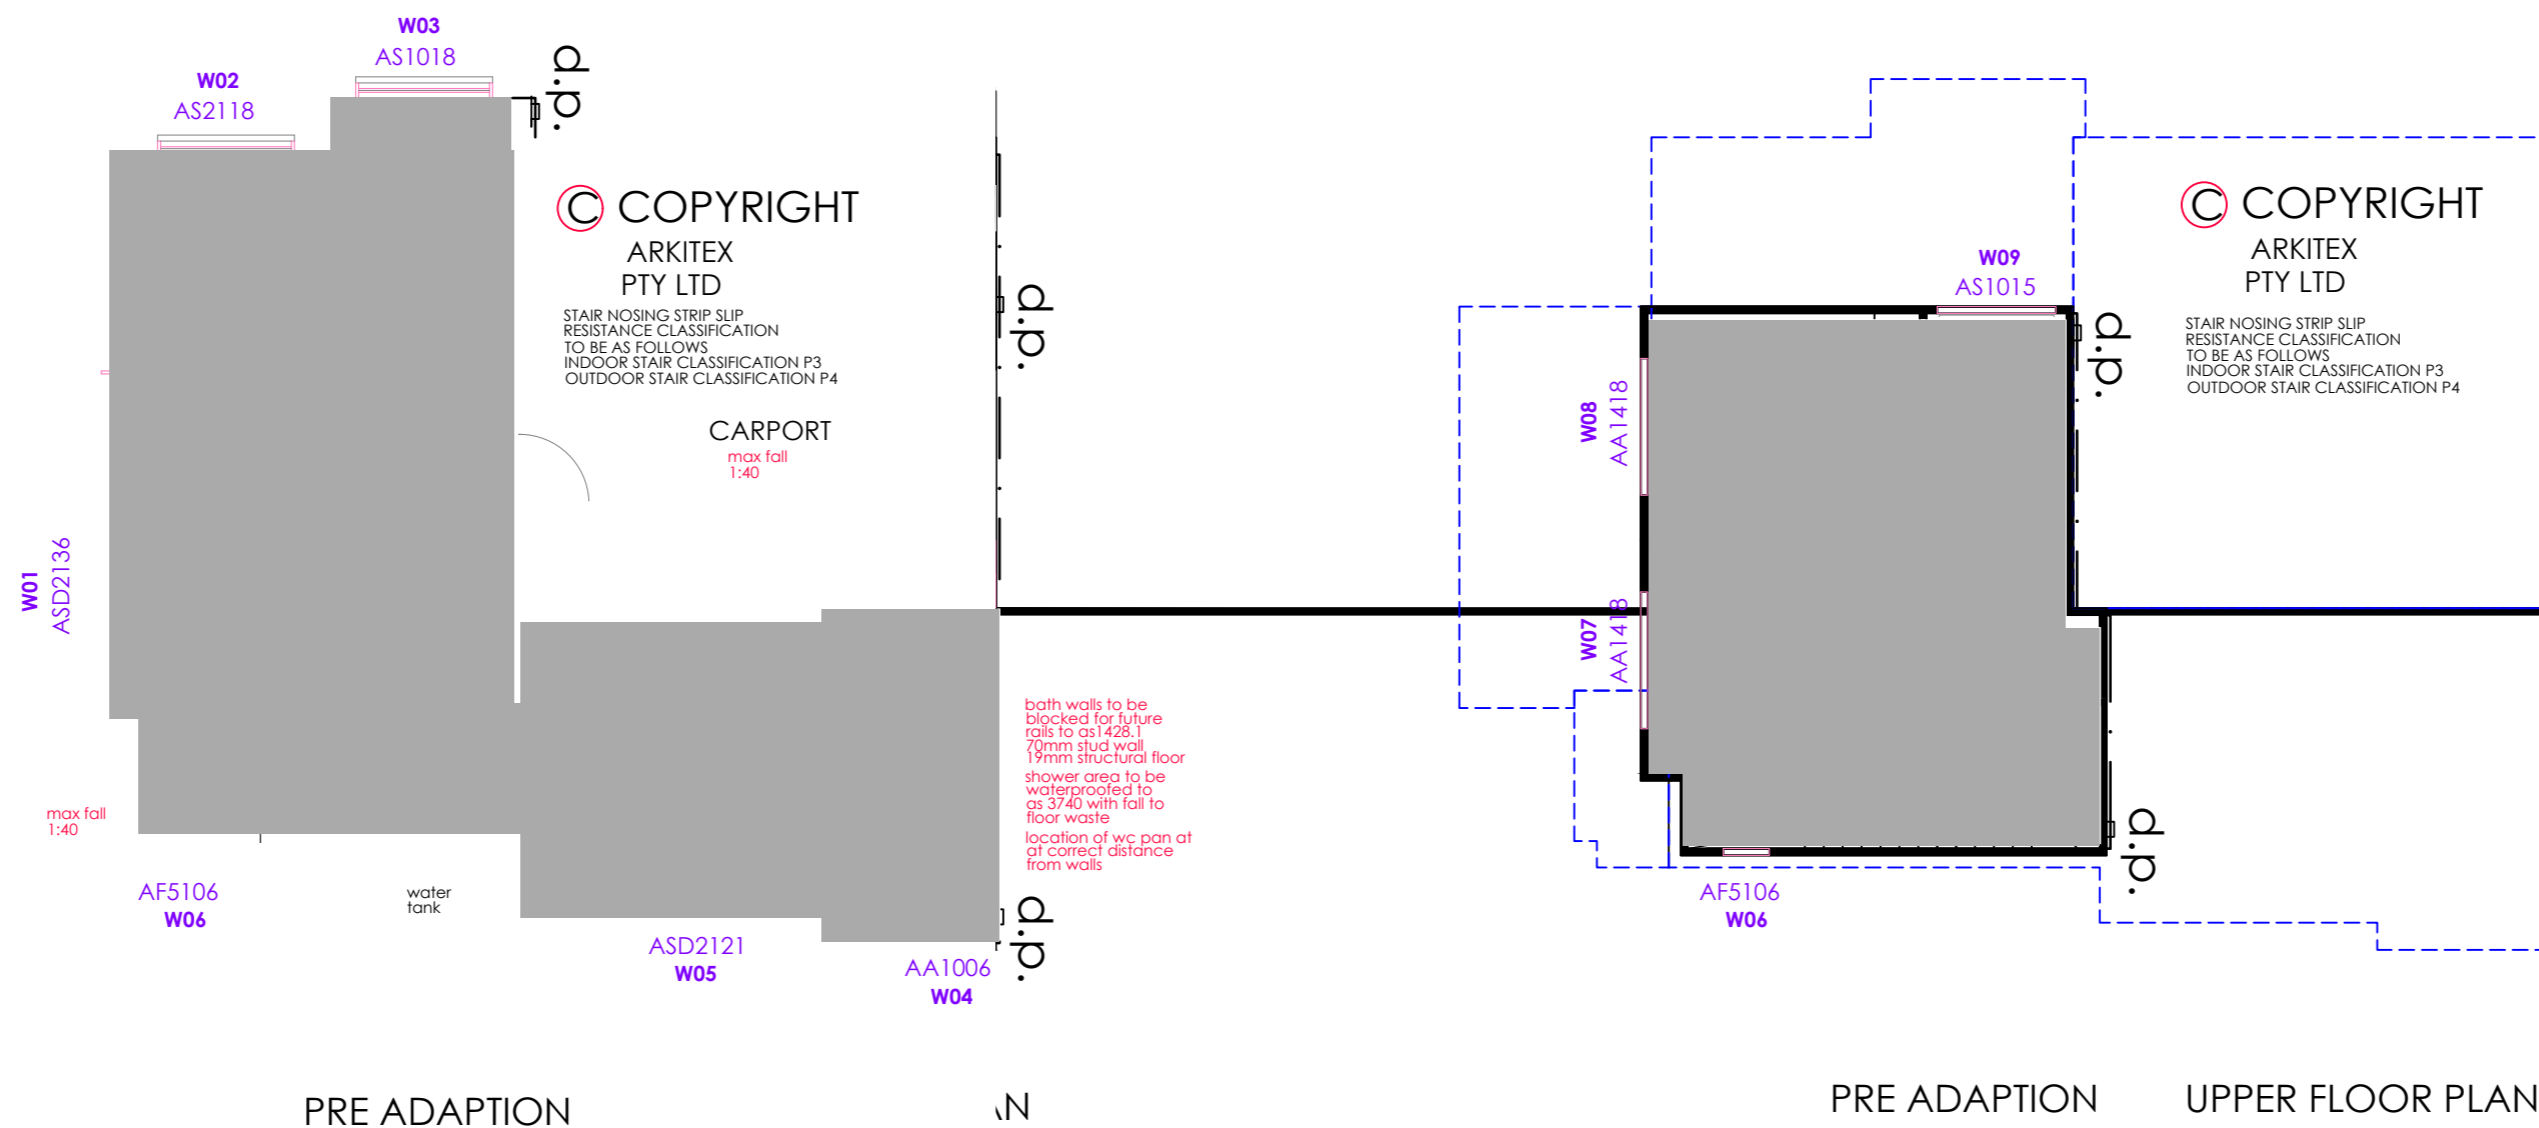 W03
AS1018
W02
AS2118
d.p.
© COPYRIGHT
ARKITEX
PTY LTD
STAIR NOSING STRIP SLIP
RESISTANCE CLASSIFICATION
TO BE AS FOLLOWS
INDOOR STAIR CLASSIFICATION P3
OUTDOOR STAIR CLASSIFICATION P4
CARPORT
max fall
1:40
d.p.
W01
ASD2136
max fall
1:40
AF5106
W06
water
tank
ASD2121
W05
AA1006
W04
d.p.
bath walls to be
blocked for future
rails to as1428.1
70mm stud wall
19mm structural floor
shower area to be
waterproofed to
as 3740 with fall to
floor waste
location of wc pan at
at correct distance
from walls
PRE ADAPTION
W09
AS1015
d.p.
© COPYRIGHT
ARKITEX
PTY LTD
STAIR NOSING STRIP SLIP
RESISTANCE CLASSIFICATION
TO BE AS FOLLOWS
INDOOR STAIR CLASSIFICATION P3
OUTDOOR STAIR CLASSIFICATION P4
W08
AA1418
W07
AA1418
AF5106
W06
d.p.
PRE ADAPTION UPPER FLOOR PLAN